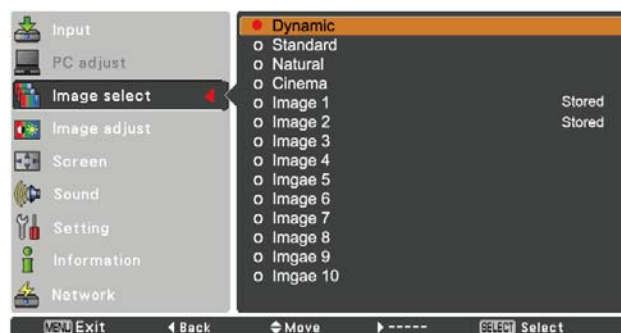 Input
PC adjust
Image select
Image adjust
Screen
Sound
Setting
Information
Network
Dynamic
Standard
Natural
Cinema
Image 1 Stored
Image 2 Stored
Image 3
Image 4
Imgae 5
Image 6
Image 7
Image 8
Imgae 9
Imgae 10
MENU Exit Back Move ----- SELECT Select